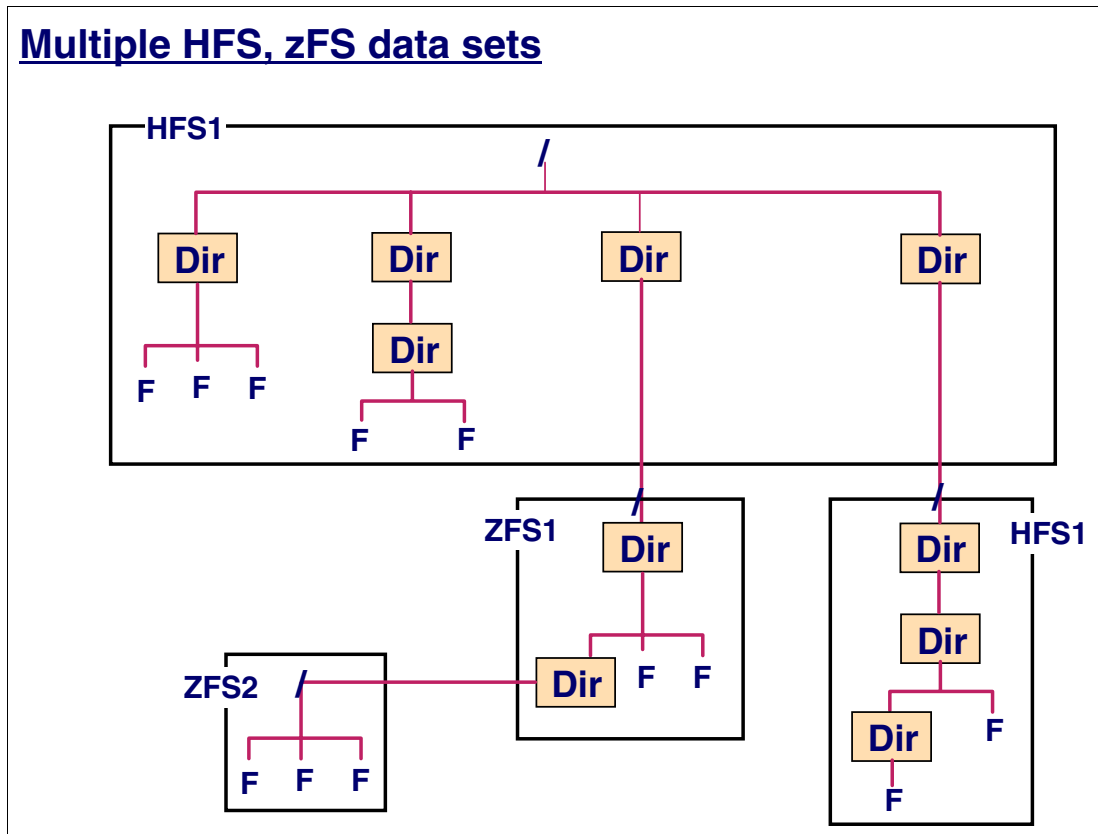 Multiple HFS, zFS data sets
HFS1
/
Dir Dir Dir Dir
Dir
F F F
F F
/ /
ZFS1
HFS1
Dir Dir
Dir
Dir F F
ZFS2 /
Dir F
F F F
F